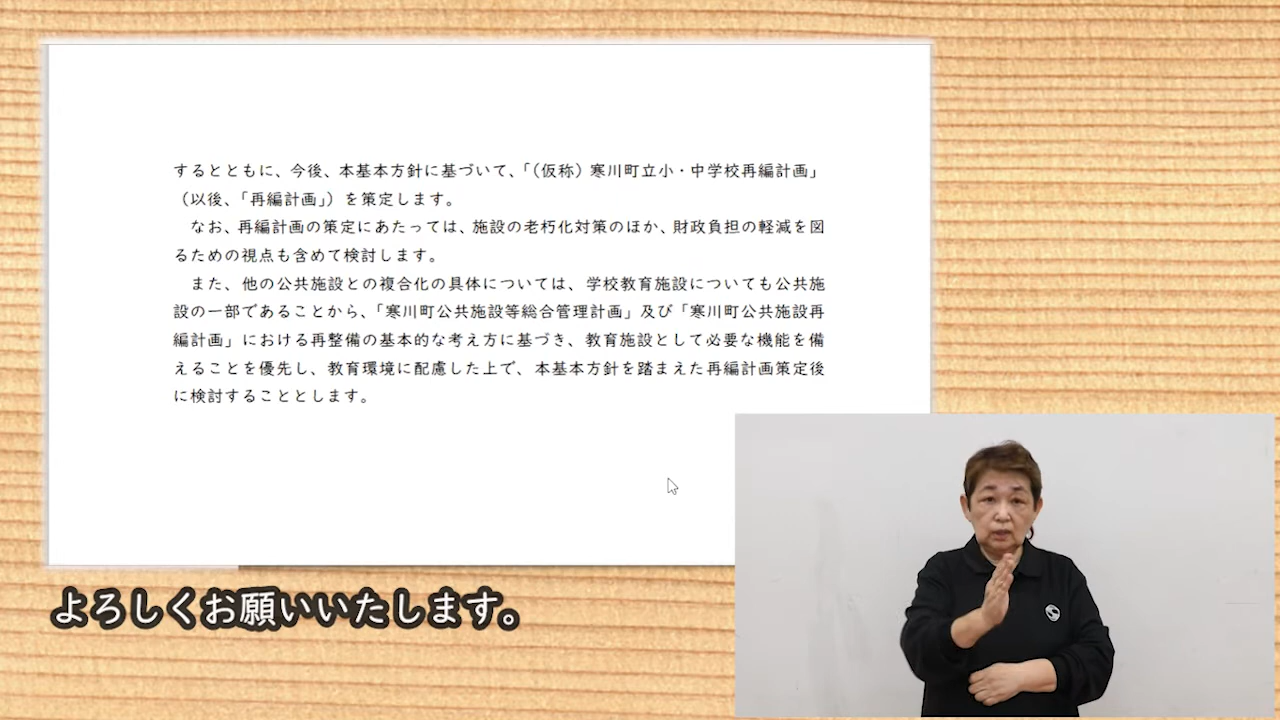 するとともに、今後、本基本方針に基づいて、「（仮称）寒川町立小・中学校再編計画」
（以後、「再編計画」）を策定します。
なお、再編計画の策定にあたっては、施設の老朽化対策のほか、財政負担の軽減を図
るための視点も含めて検討します。
また、他の公共施設との複合化の具体については、学校教育施設についても公共施
設の一部であることから、「寒川町公共施設等総合管理計画」及び「寒川町公共施設再
編計画」における再整備の基本的な考え方に基づき、教育施設として必要な機能を備
えることを優先し、教育環境に配慮した上で、本基本方針を踏まえた再編計画策定後
に検討することとします。
よろしくお願いいたします。